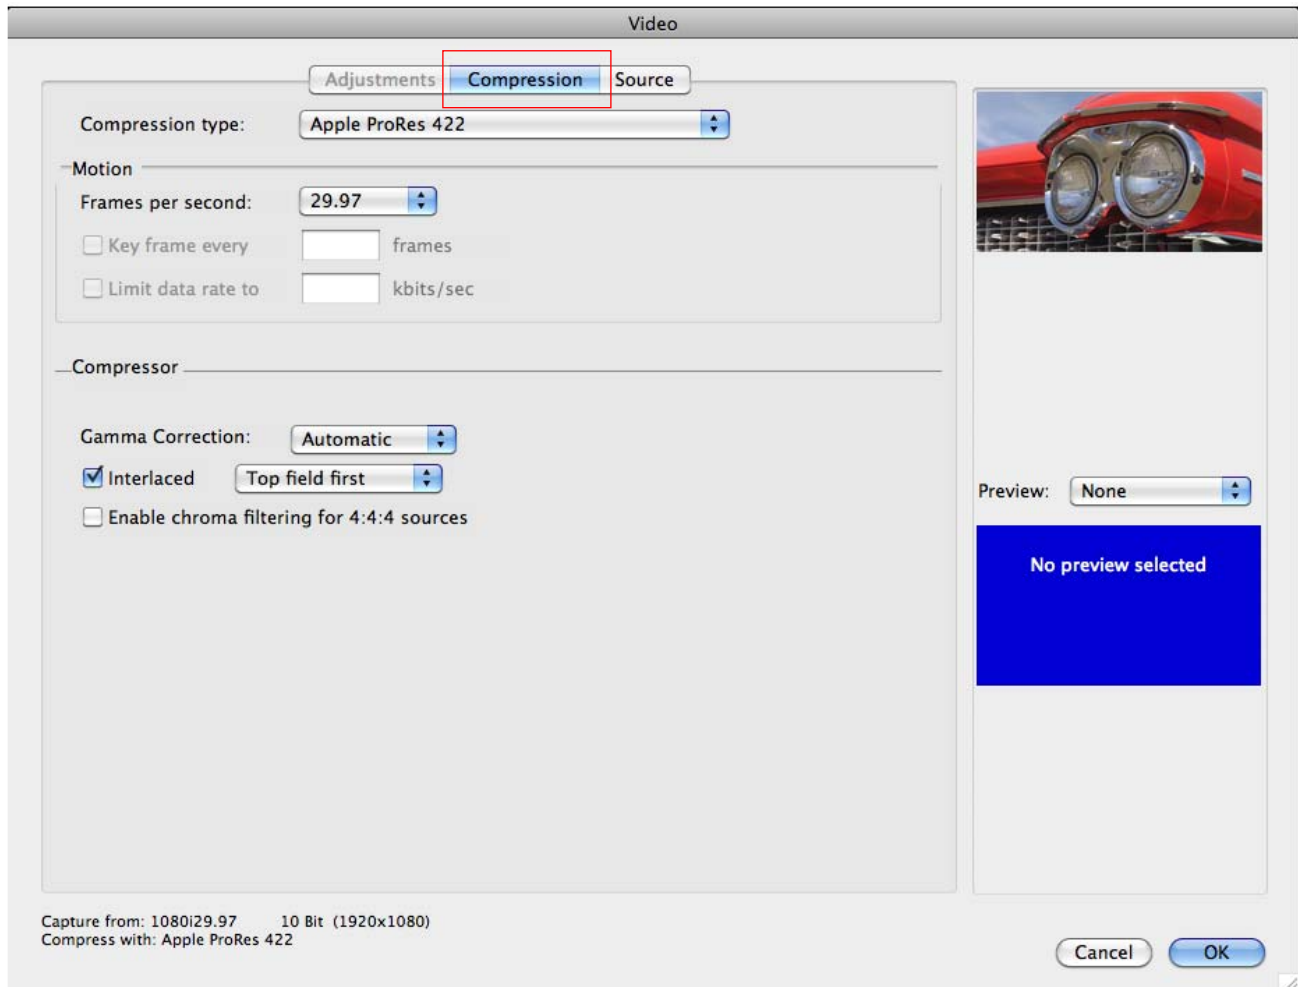 Video
Adjustments Compression Source
Compression type: Apple ProRes 422
Motion
Frames per second: 29.97
Key frame every frames
Limit data rate to kbits/sec
Compressor
Gamma Correction: Automatic
Interlaced Top field first
Enable chroma filtering for 4:4:4 sources
Preview: None
No preview selected
Capture from: 1080i29.97 10 Bit (1920x1080)
Compress with: Apple ProRes 422
Cancel OK